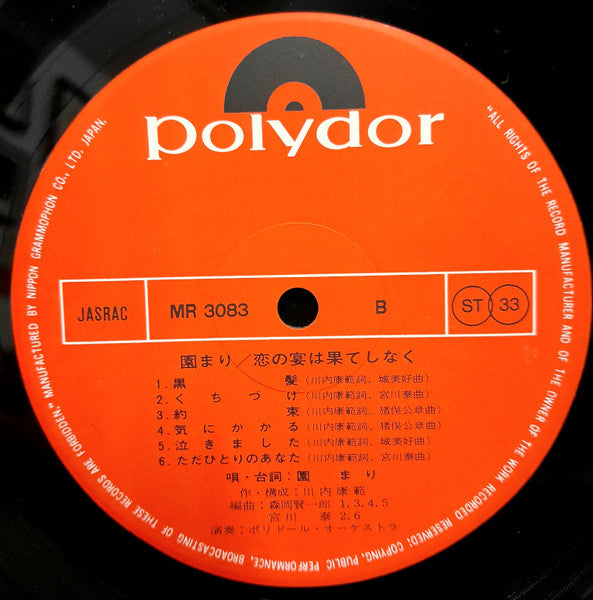 polydor
"ALL RIGHTS OF THE RECORD MANUFACTURER AND OF THE OWNER OF THE WORK RECORDED RESERVED; COPYING, PUBLIC PERFORMANCE, BROADCASTING OF THESE RECORDS ARE FORBIDDEN." MANUFACTURED BY NIPPON GRAMMOPHON CO., LTD. JAPAN.
JASRAC MR 3083 B ST 33
園まり／恋の宴は果てしなく
1. 黒髪 (川内康範詞、城美好曲)
2. くちづけ (川内康範詞、宮川泰曲)
3. 約束 (川内康範詞、猪俣公章曲)
4. 気にかかる (川内康範詞、猪俣公章曲)
5. 泣きました (川内康範詞、城美好曲)
6. ただひとりのあなた (川内康範詞、宮川泰曲)
唄・台詞：園まり
作・構成：川内康範
編曲：森岡賢一郎 1.3.4.5
宮川泰 2.6
演奏：ポリドール・オーケストラ